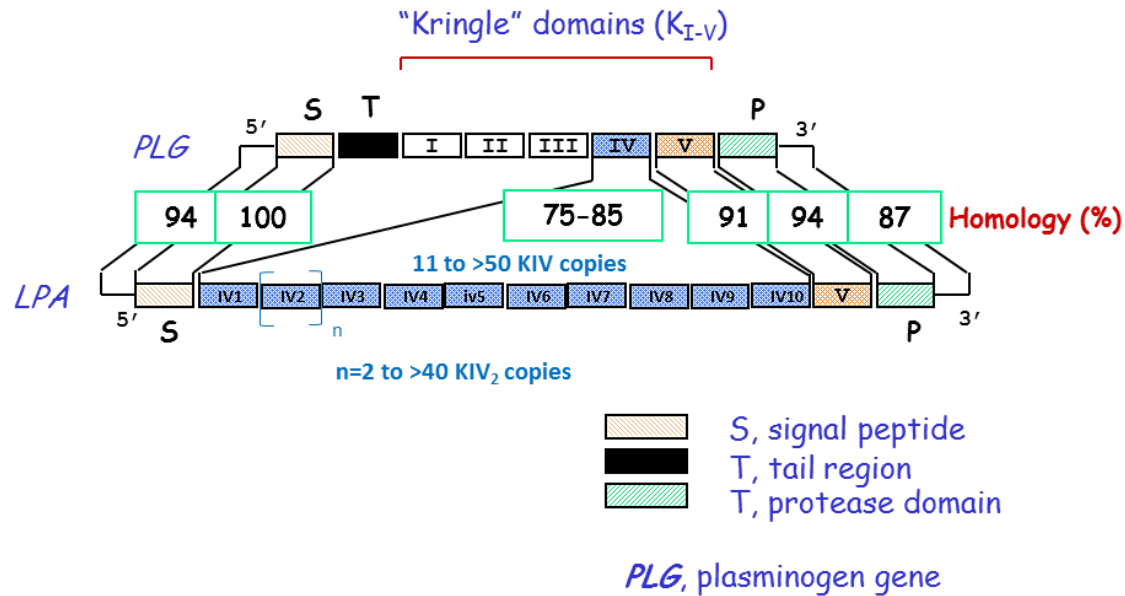 “Kringle” domains (KI-V)
S T P
5’ 3’
PLG I II III IV V
94 100 75-85 91 94 87 Homology (%)
11 to >50 KIV copies
LPA IV1 IV2 IV3 IV4 iv5 IV6 IV7 IV8 IV9 IV10 V
5’ S n P 3’
n=2 to >40 KIV2 copies
S, signal peptide
T, tail region
T, protease domain
PLG, plasminogen gene